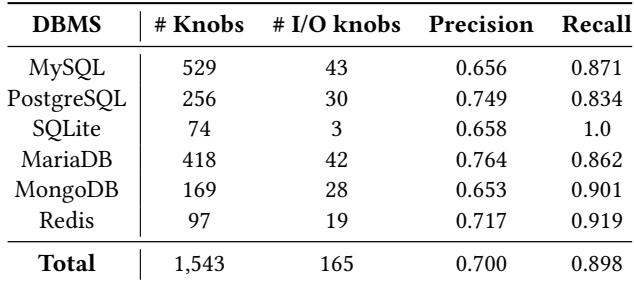 DBMS # Knobs # I/O knobs Precision Recall
MySQL 529 43 0.656 0.871
PostgreSQL 256 30 0.749 0.834
SQLite 74 3 0.658 1.0
MariaDB 418 42 0.764 0.862
MongoDB 169 28 0.653 0.901
Redis 97 19 0.717 0.919
Total 1,543 165 0.700 0.898